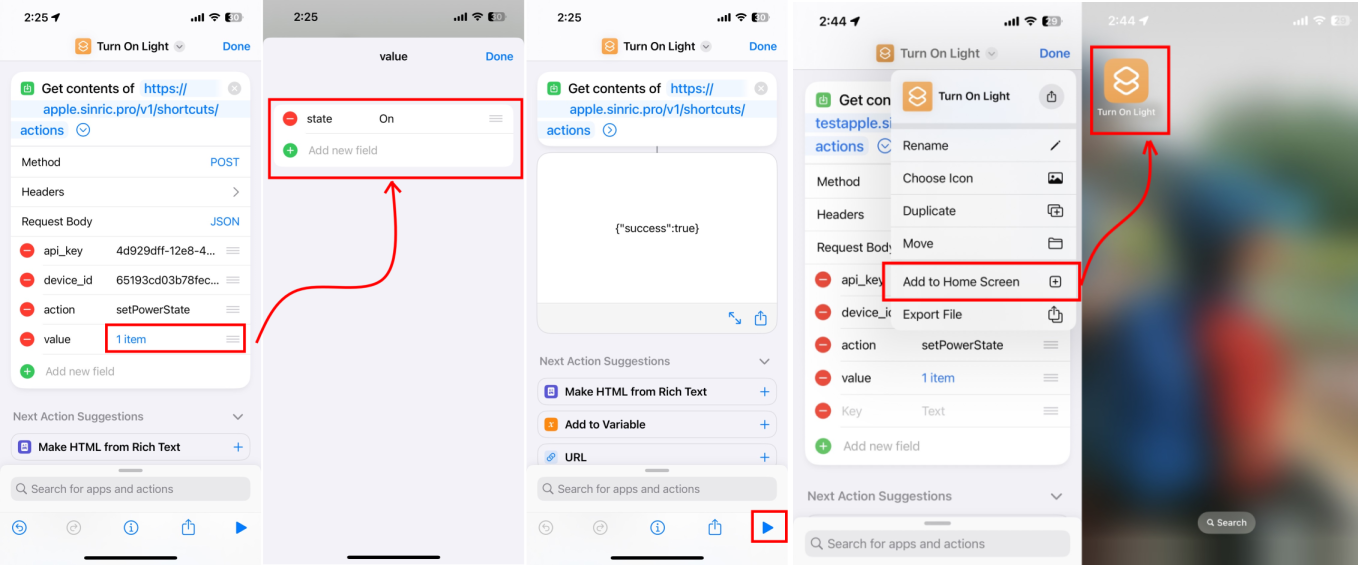 2:25
30
Turn On Light
Done
Get contents of https://
apple.sinric.pro/v1/shortcuts/
actions
Method POST
Headers
Request Body JSON
api_key 4d929dff-12e8-4...
device_id 65193cd03b78fec...
action setPowerState
value 1 item
Add new field
Next Action Suggestions
Make HTML from Rich Text
Search for apps and actions
2:25
30
value
Done
state On
Add new field
2:25
30
Turn On Light
Done
Get contents of https://
apple.sinric.pro/v1/shortcuts/
actions
{"success":true}
Next Action Suggestions
Make HTML from Rich Text
x
Add to Variable
URL
Search for apps and actions
2:44
29
Turn On Light
Done
Get con
testapple.si
actions
Method
Headers
Request Body
api_key
device_id
action setPowerState
value 1 item
Key Text
Add new field
Next Action Suggestions
Search for apps and actions
Turn On Light
Rename
Choose Icon
Duplicate
Move
Add to Home Screen
Export File
2:44
29
Turn On Light
Search